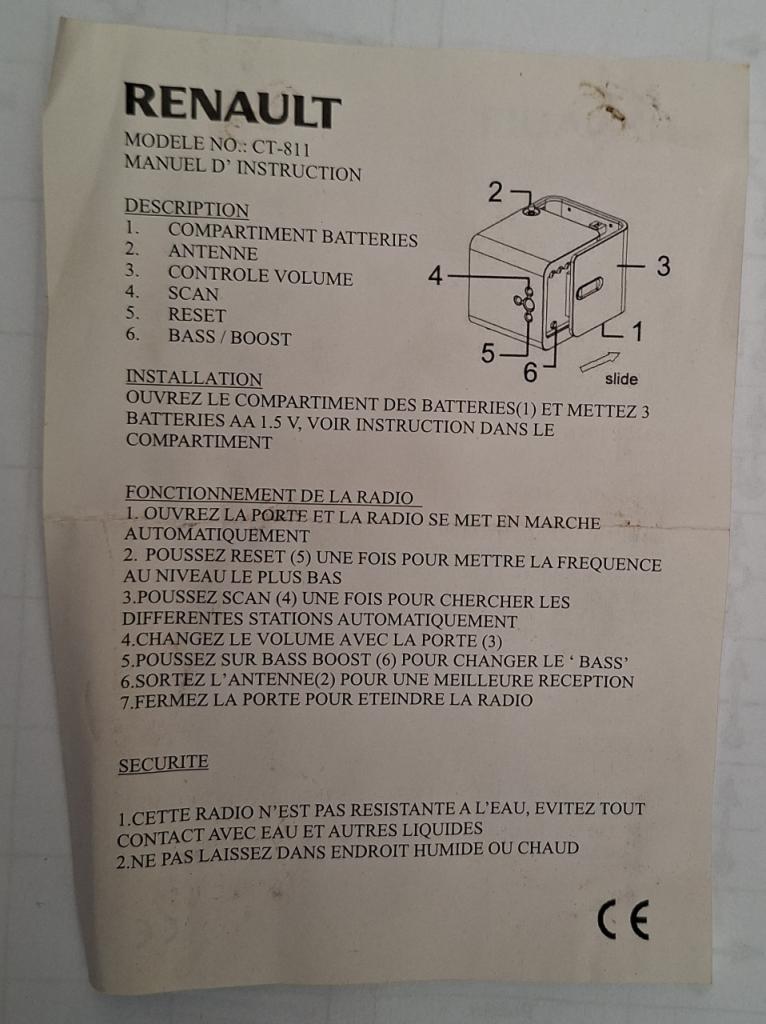 RENAULT
MODELE NO.: CT-811
MANUEL D' INSTRUCTION
DESCRIPTION
1. COMPARTIMENT BATTERIES
2. ANTENNE
3. CONTROLE VOLUME
4. SCAN
5. RESET
6. BASS / BOOST
2
4
3
5
6
1
slide
INSTALLATION
OUVREZ LE COMPARTIMENT DES BATTERIES(1) ET METTEZ 3
BATTERIES AA 1.5 V, VOIR INSTRUCTION DANS LE
COMPARTIMENT
FONCTIONNEMENT DE LA RADIO
1. OUVREZ LA PORTE ET LA RADIO SE MET EN MARCHE
AUTOMATIQUEMENT
2. POUSSEZ RESET (5) UNE FOIS POUR METTRE LA FREQUENCE
AU NIVEAU LE PLUS BAS
3.POUSSEZ SCAN (4) UNE FOIS POUR CHERCHER LES
DIFFERENTES STATIONS AUTOMATIQUEMENT
4.CHANGEZ LE VOLUME AVEC LA PORTE (3)
5.POUSSEZ SUR BASS BOOST (6) POUR CHANGER LE ‘ BASS’
6.SORTEZ L'ANTENNE(2) POUR UNE MEILLEURE RECEPTION
7.FERMEZ LA PORTE POUR ETEINDRE LA RADIO
SECURITE
1.CETTE RADIO N'EST PAS RESISTANTE A L'EAU, EVITEZ TOUT
CONTACT AVEC EAU ET AUTRES LIQUIDES
2.NE PAS LAISSEZ DANS ENDROIT HUMIDE OU CHAUD
CE